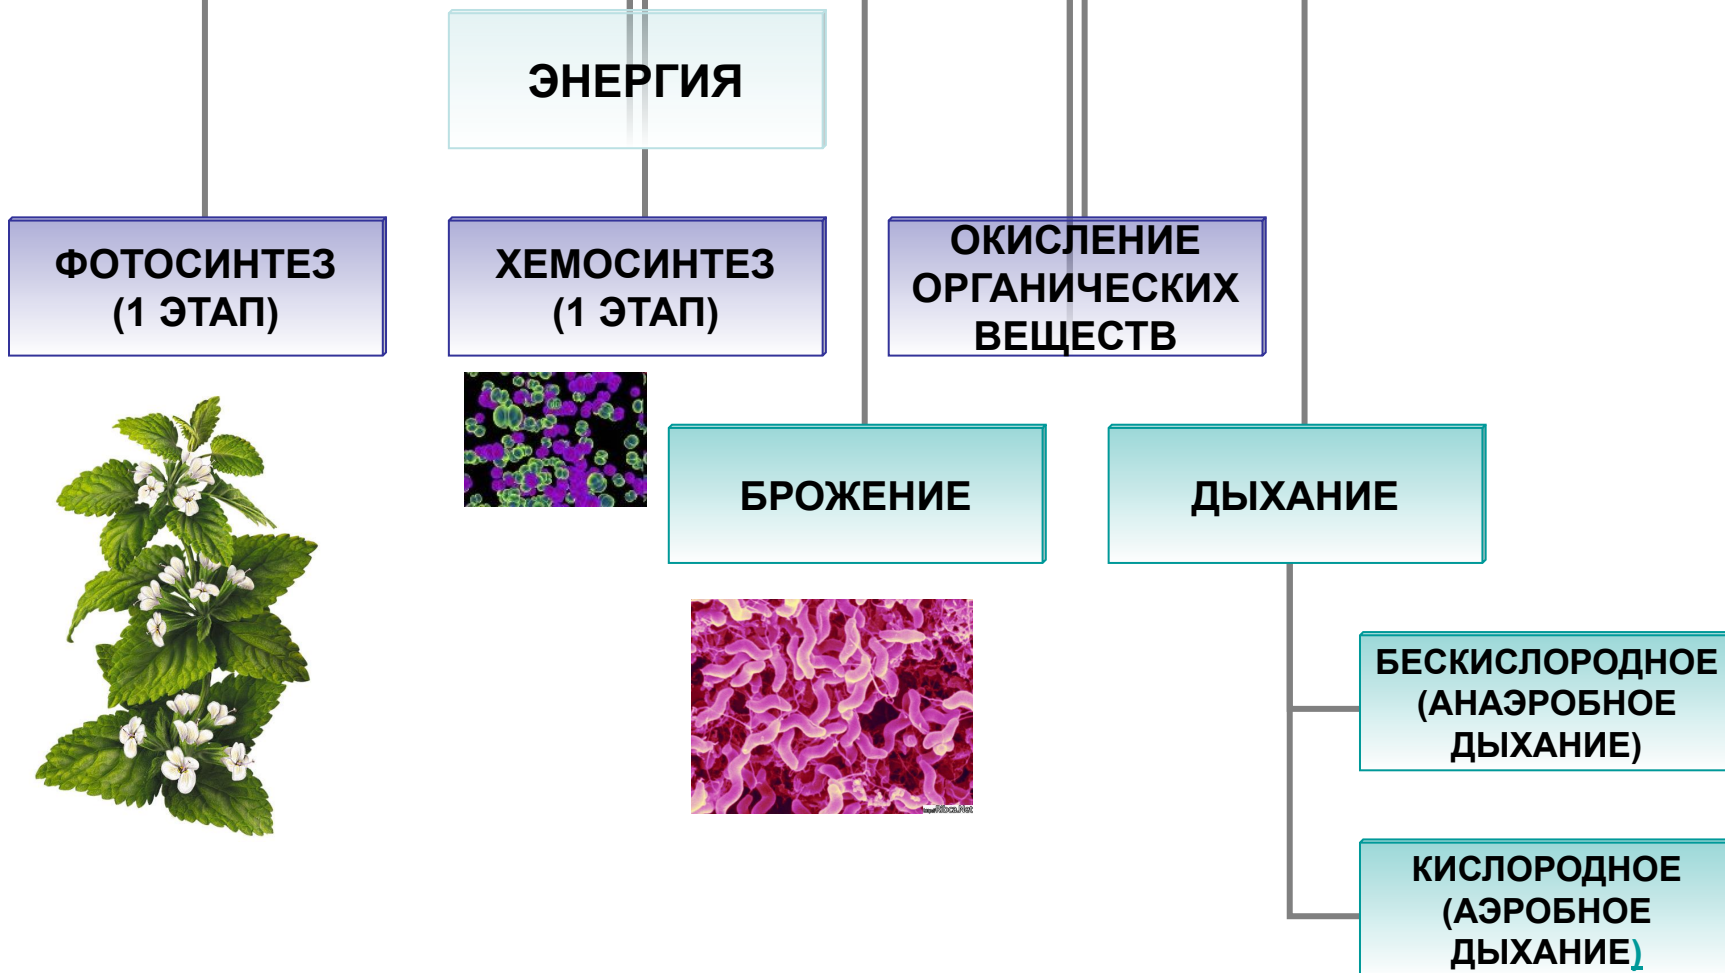 ЭНЕРГИЯ
ФОТОСИНТЕЗ
(1 ЭТАП)
ХЕМОСИНТЕЗ
(1 ЭТАП)
ОКИСЛЕНИЕ
ОРГАНИЧЕСКИХ
ВЕЩЕСТВ
БРОЖЕНИЕ
ДЫХАНИЕ
БЕСКИСЛОРОДНОЕ
(АНАЭРОБНОЕ
ДЫХАНИЕ)
КИСЛОРОДНОЕ
(АЭРОБНОЕ
ДЫХАНИЕ)